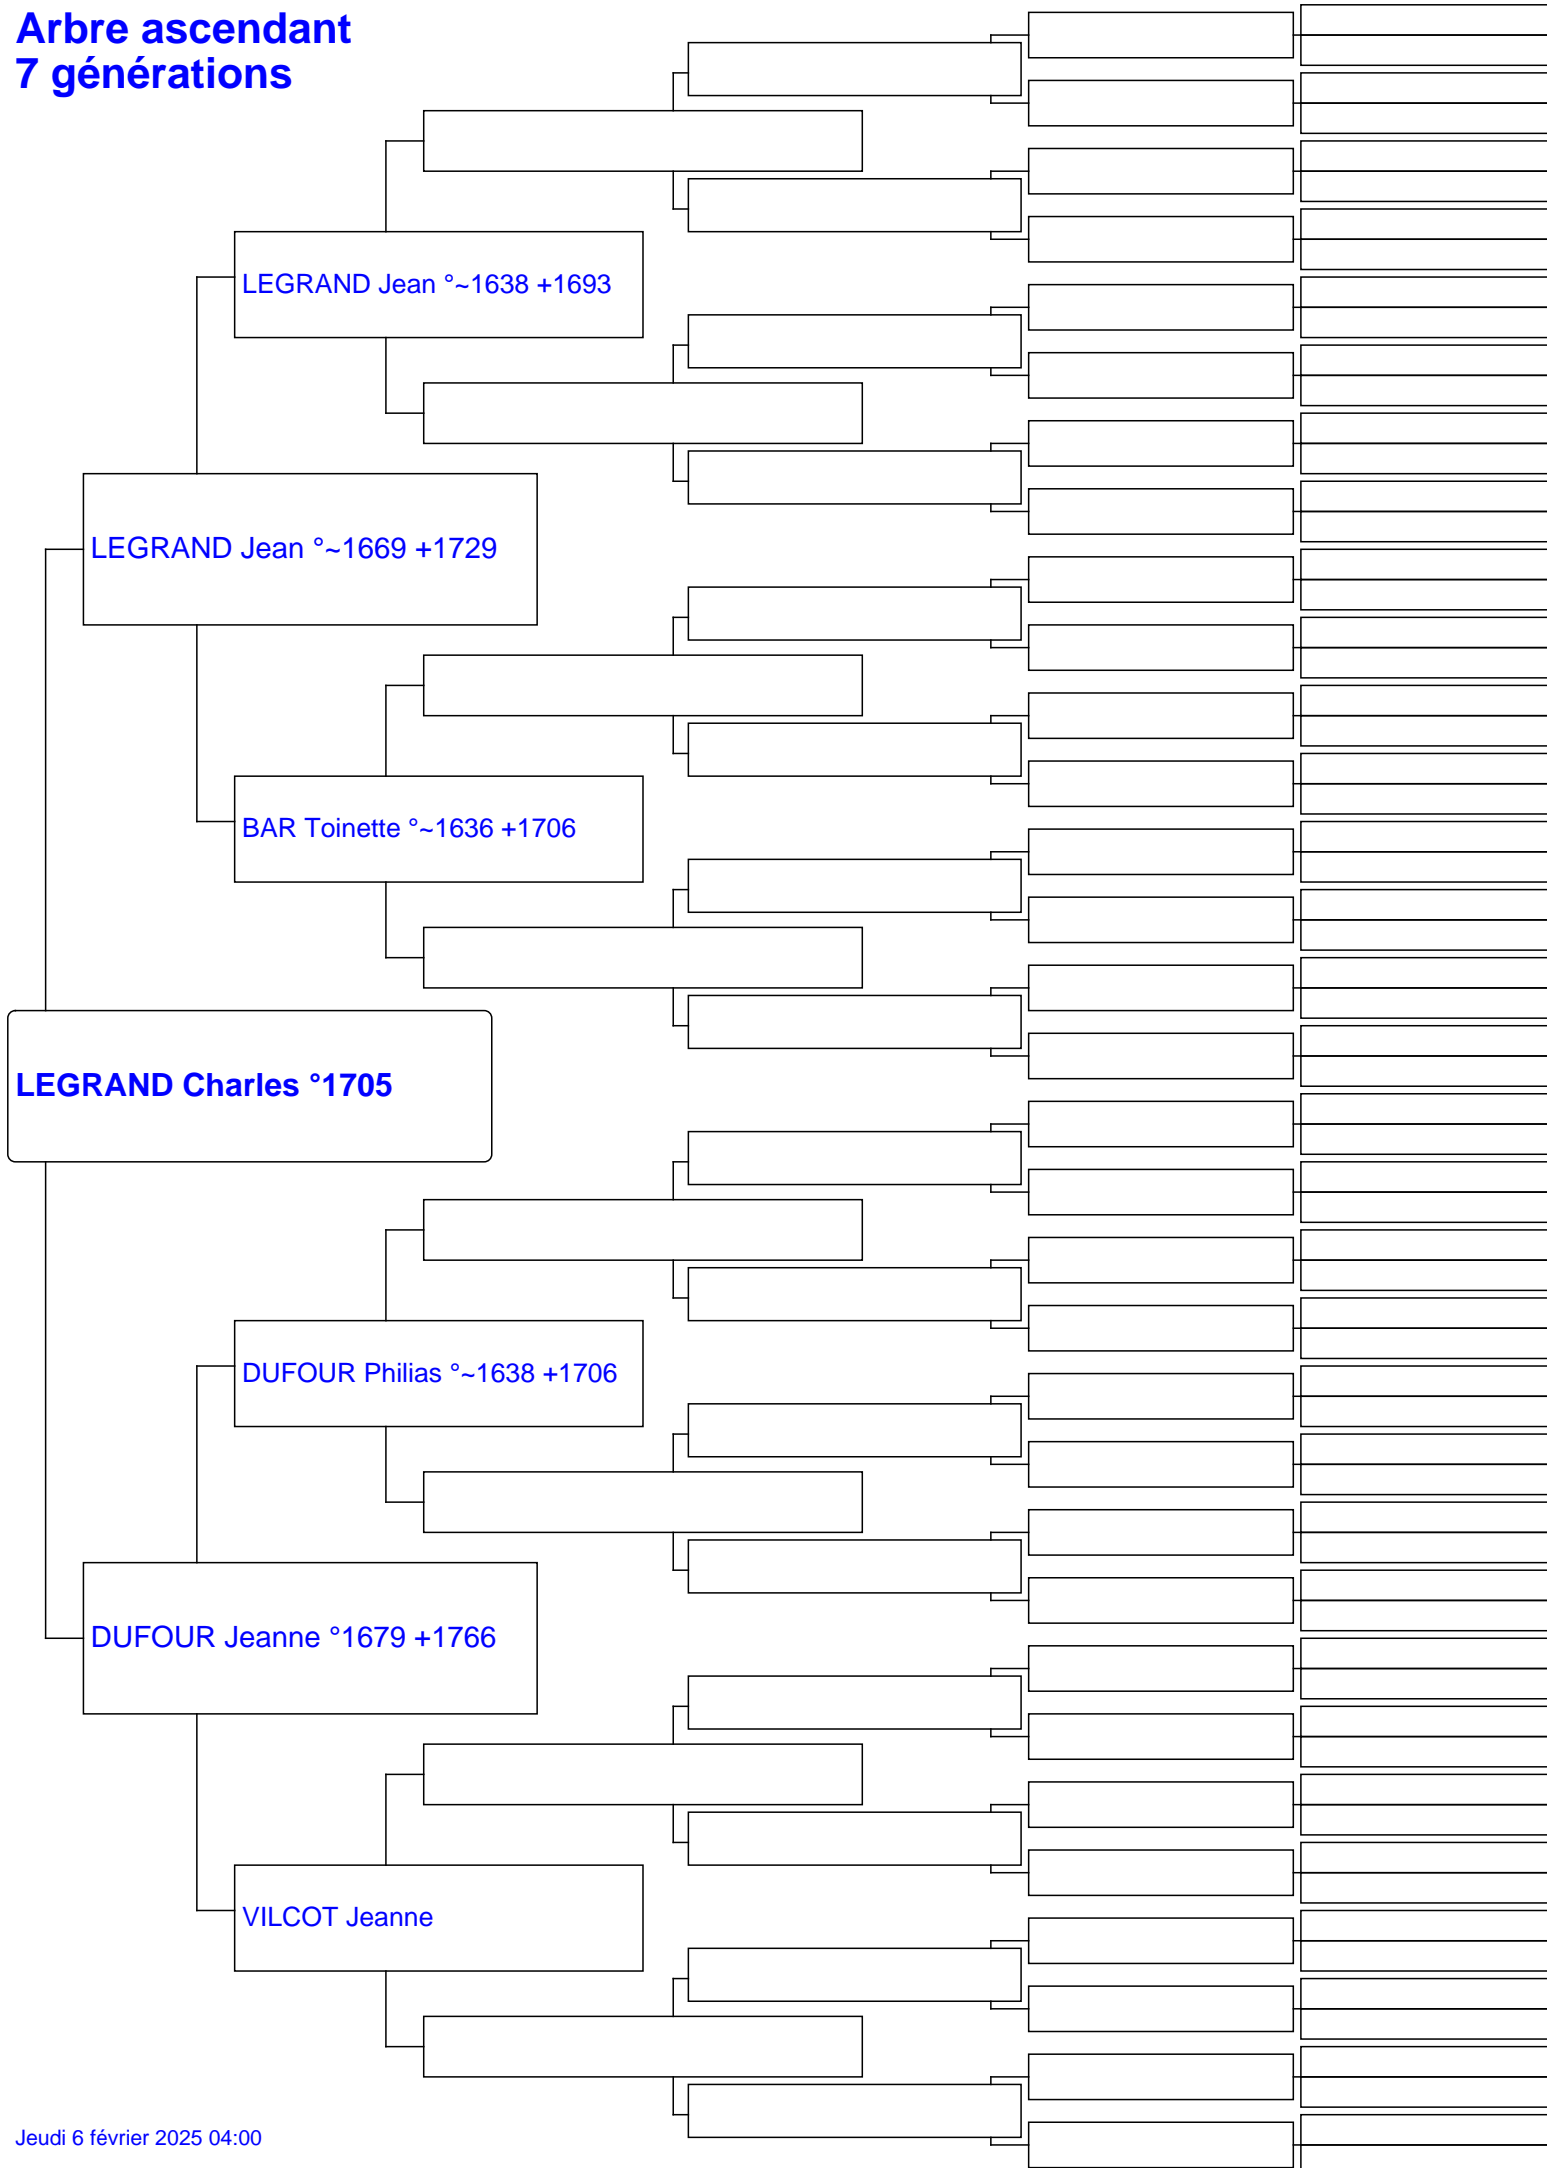 Arbre ascendant
7 générations
LEGRAND Jean °~1638 +1693
LEGRAND Jean °~1669 +1729
BAR Toinette °~1636 +1706
LEGRAND Charles °1705
DUFOUR Philias °~1638 +1706
DUFOUR Jeanne °1679 +1766
VILCOT Jeanne
Jeudi 6 février 2025 04:00